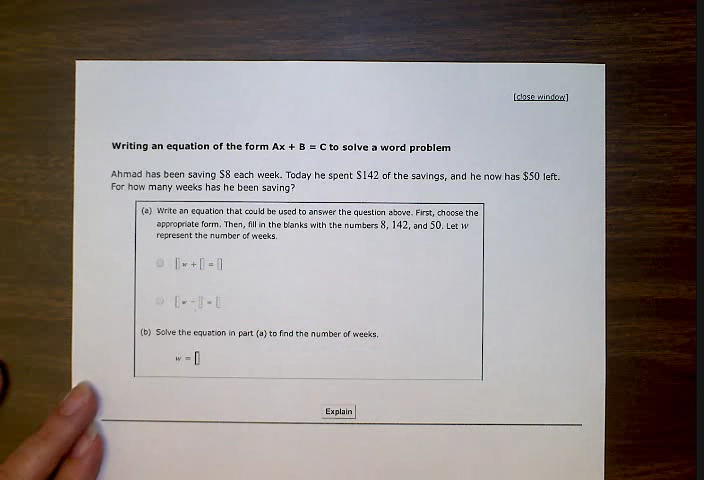 [close window]
Writing an equation of the form Ax + B = C to solve a word problem
Ahmad has been saving $8 each week. Today he spent $142 of the savings, and he now has $50 left.
For how many weeks has he been saving?
(a) Write an equation that could be used to answer the question above. First, choose the
appropriate form. Then, fill in the blanks with the numbers 8, 142, and 50. Let w
represent the number of weeks.
▯ w + ▯ = ▯
▯ w - ▯ = ▯
(b) Solve the equation in part (a) to find the number of weeks.
w = ▯
Explain